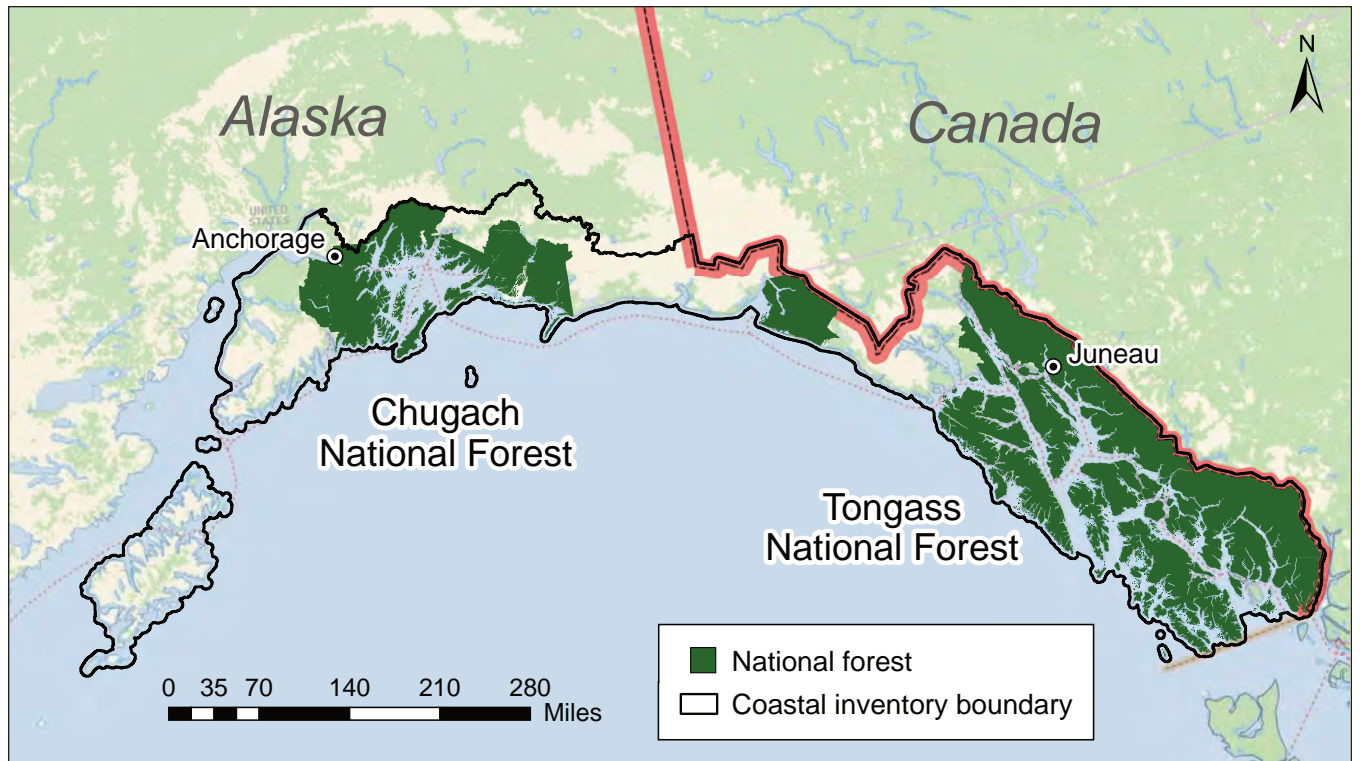 N
Alaska
Canada
UNITED
STATES
Anchorage
Juneau
Chugach
National Forest
Tongass
National Forest
National forest
Coastal inventory boundary
0 35 70 140 210 280
Miles